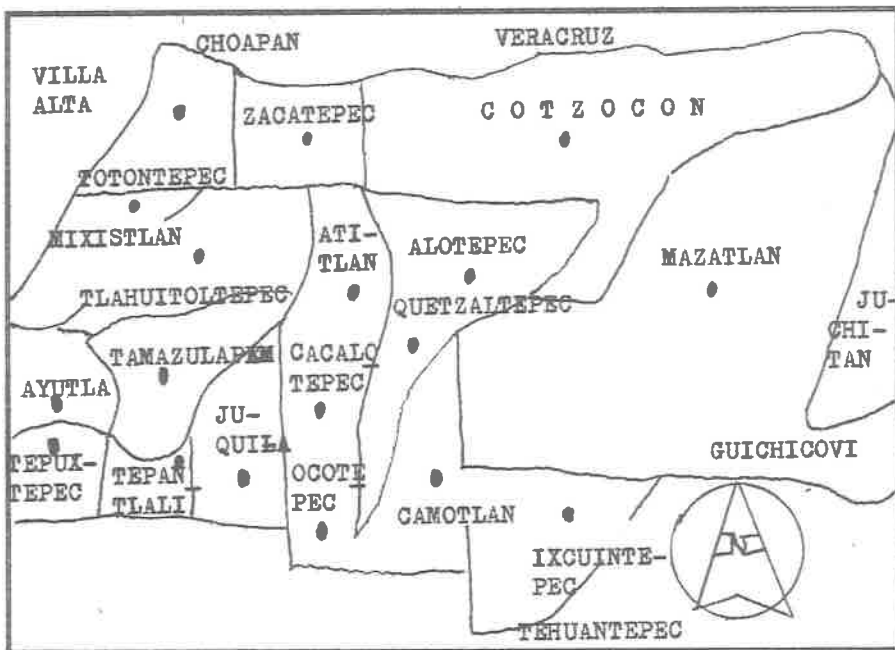 CHOAPAN
VERACRUZ
VILLA
ALTA
ZACATEPEC
COTZOCON
TOTONTEPEC
MIXISTLAN
ATI-
TLAN
ALOTEPEC
MAZATLAN
TLAHUITOLTEPEC
QUETZALTEPEC
JU-
CHI-
TAN
TAMAZULAPEM
CACALO
TEPEC
AYUTLA
JU-
QUILA
GUICHICOVI
TEPUX-
TEPEC
TEPAN
TLALI
OCOTE
PEC
CAMOTLAN
N
IXCUINTE-
PEC
TEHUANTEPEC